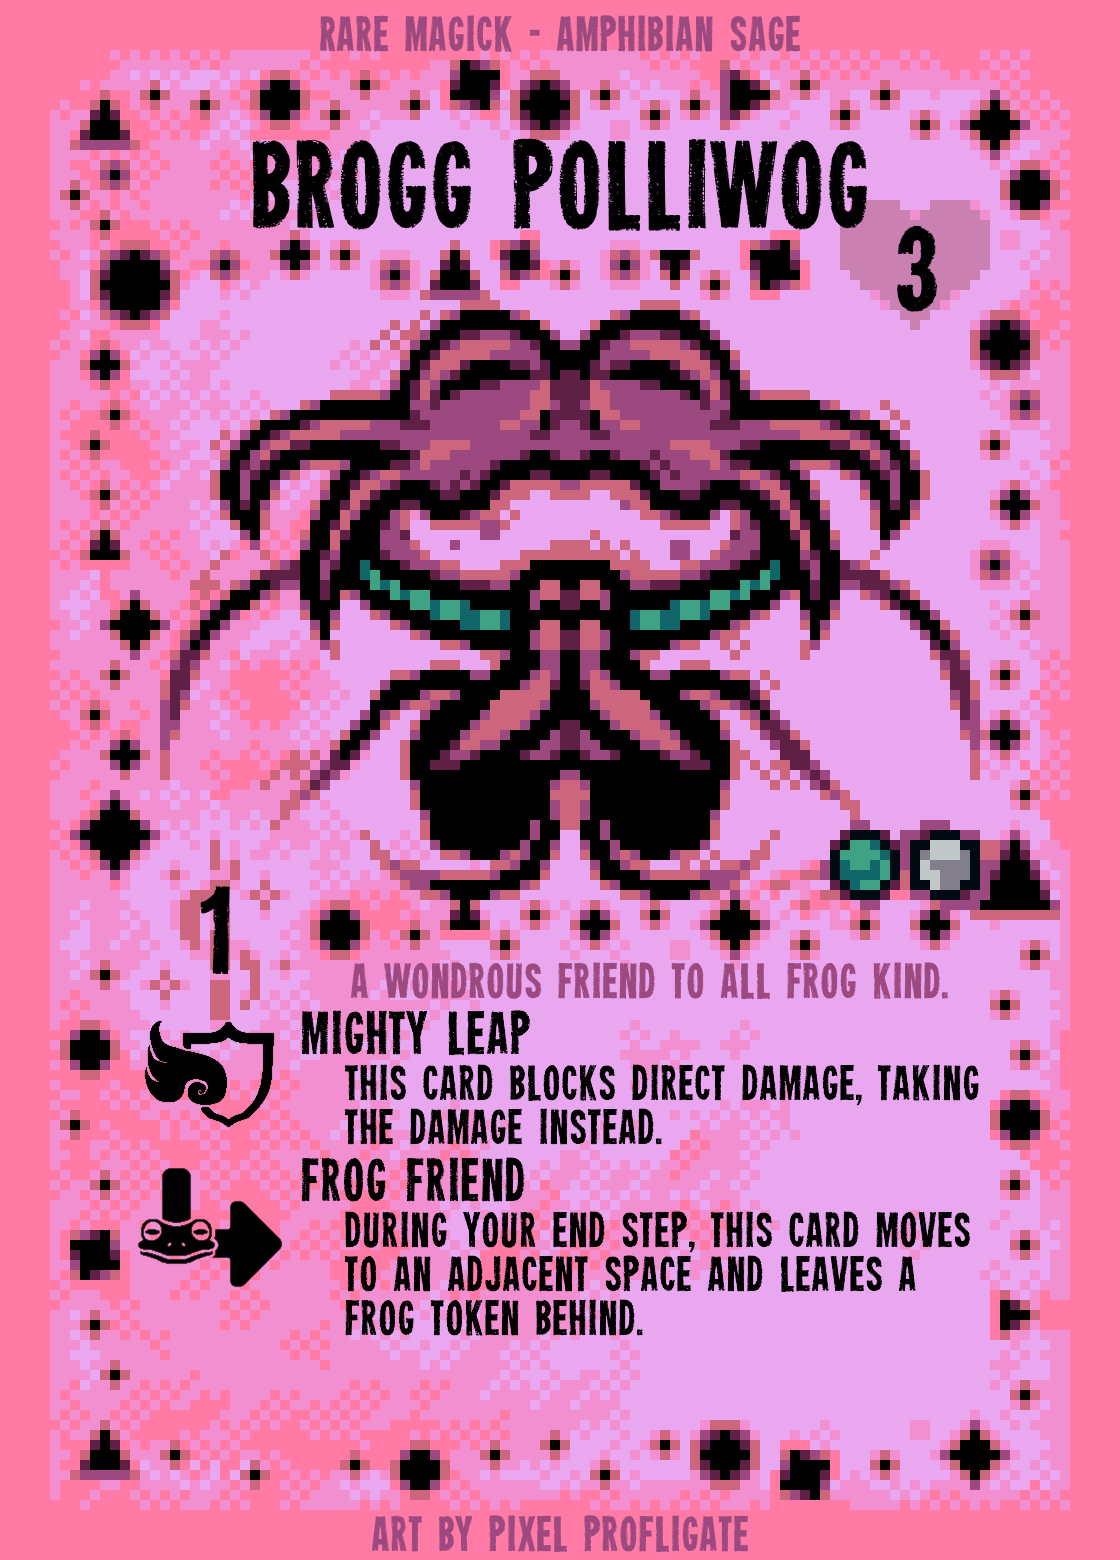 RARE MAGICK - AMPHIBIAN SAGE
BROGG POLLIWOG
3
1
A WONDROUS FRIEND TO ALL FROG KIND.
MIGHTY LEAP
THIS CARD BLOCKS DIRECT DAMAGE, TAKING
THE DAMAGE INSTEAD.
FROG FRIEND
DURING YOUR END STEP, THIS CARD MOVES
TO AN ADJACENT SPACE AND LEAVES A
FROG TOKEN BEHIND.
ART BY PIXEL PROFLIGATE